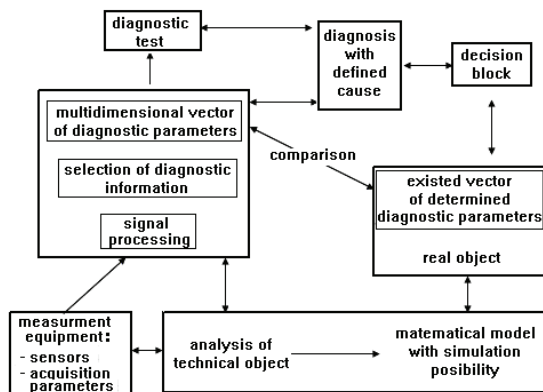 diagnostic
test
diagnosis
with
defined
cause
decision
block
multidimensional vector
of diagnostic parameters
comparison
selection of diagnostic
information
existed vector
of determined
diagnostic parameters
signal
processing
real object
measurment
equipment:
- sensors
- acquisition
parameters
analysis of
technical object
matematical model
with simulation
posibility